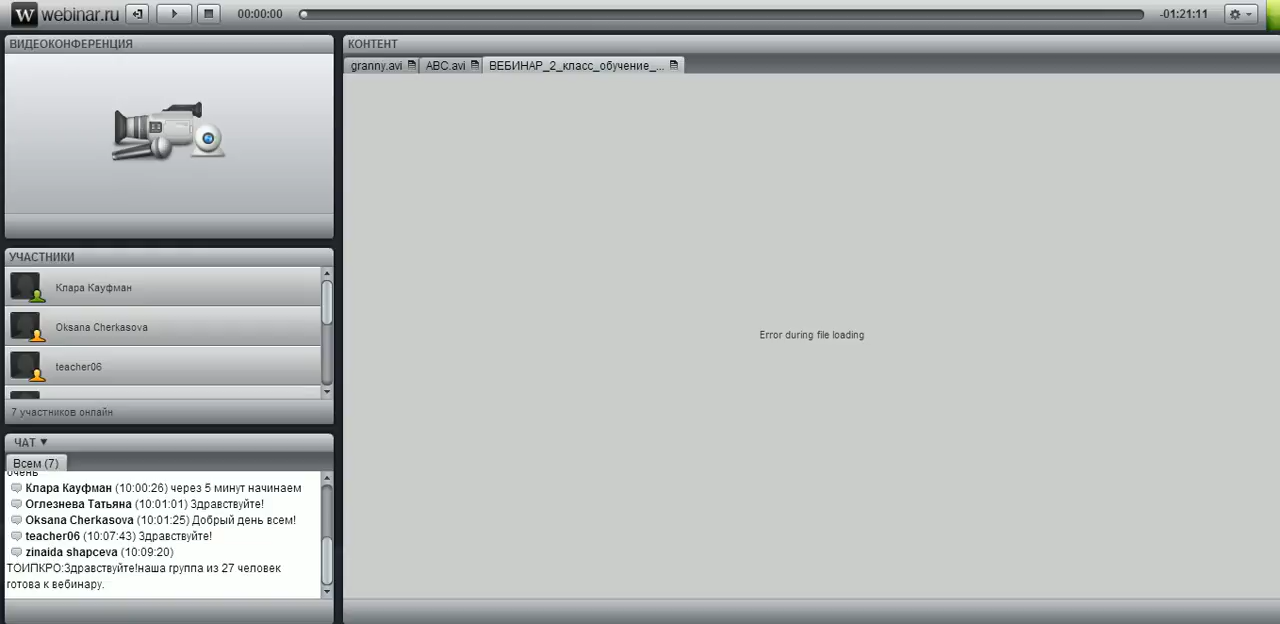 W webinar.ru 00:00:00 -01:21:11
ВИДЕОКОНФЕРЕНЦИЯ
КОНТЕНТ
granny.avi ABC.avi ВЕБИНАР_2_класс_обучение_...
Error during file loading
УЧАСТНИКИ
Клара Кауфман
Oksana Cherkasova
teacher06
7 участников онлайн
ЧАТ
Всем (7)
очень
Клара Кауфман (10:00:26) через 5 минут начинаем
Оглезнева Татьяна (10:01:01) Здравствуйте!
Oksana Cherkasova (10:01:25) Добрый день всем!
teacher06 (10:07:43) Здравствуйте!
zinaida shapceva (10:09:20)
ТОИПКРО:Здравствуйте!наша группа из 27 человек
готова к вебинару.